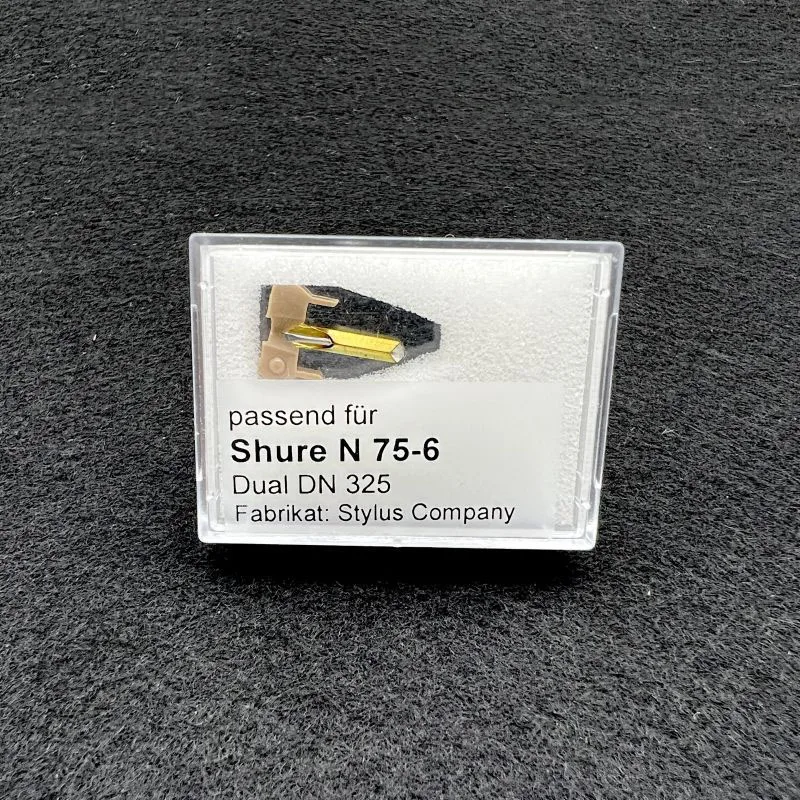 passend für
Shure N 75-6
Dual DN 325
Fabrikat: Stylus Company